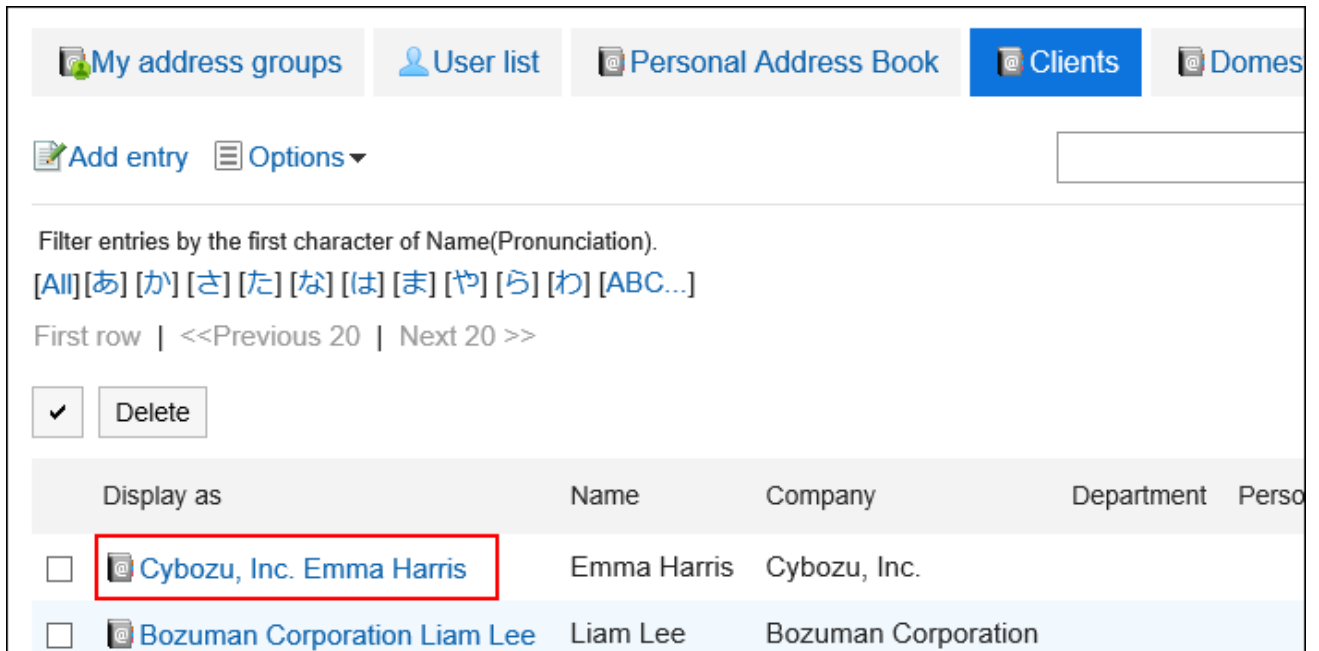 My address groups User list Personal Address Book Clients Domes
Add entry Options
Filter entries by the first character of Name(Pronunciation).
[All][あ] [か] [さ] [た] [な] [は] [ま] [や] [ら] [わ] [ABC...]
First row | <<Previous 20 | Next 20 >>
Delete
Display as Name Company Department Perso
Cybozu, Inc. Emma Harris Emma Harris Cybozu, Inc.
Bozuman Corporation Liam Lee Liam Lee Bozuman Corporation